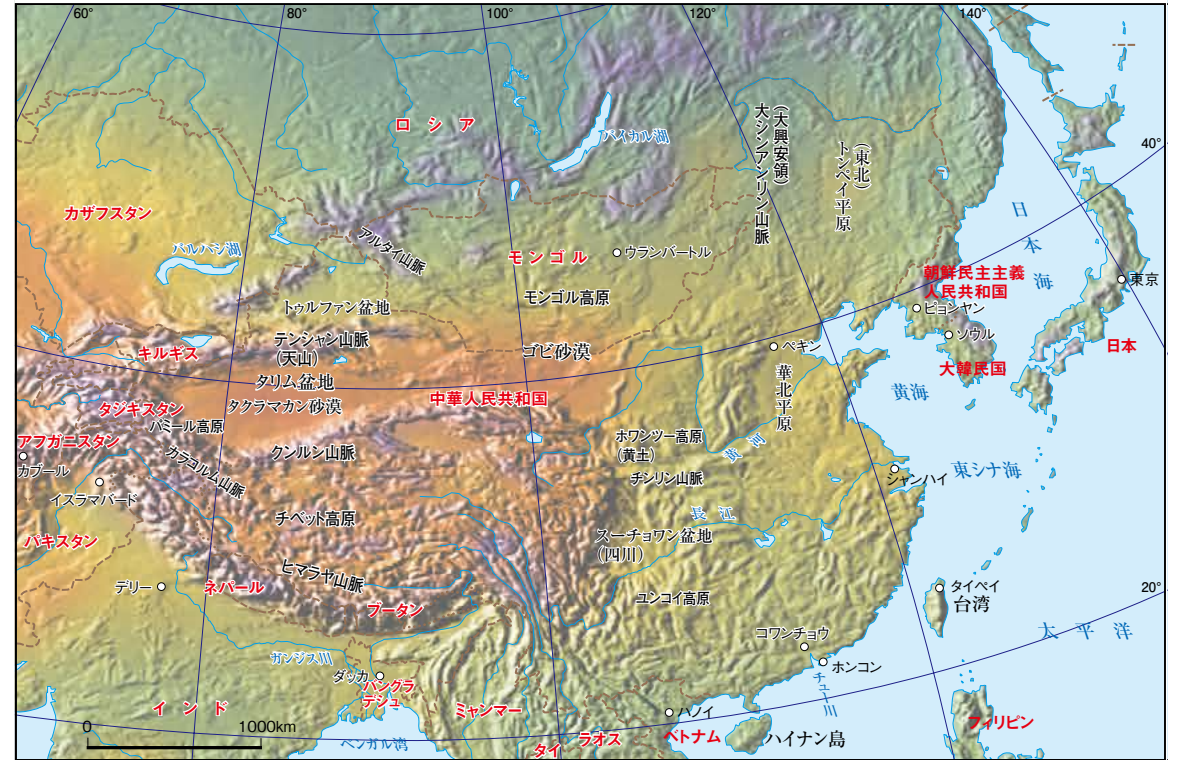 60°
80°
100°
120°
140°
ロシア
バイカル湖
(大興安領)
大シンアンリン山脈
(東北)
トンペイ平原
40°
カザフスタン
バルハシ湖
アルタイ山脈
モンゴル
ウランバートル
日本海
モンゴル高原
朝鮮民主主義
人民共和国
ピョンヤン
東京
トゥルファン盆地
テンシャン山脈
(天山)
ゴビ砂漠
ペキン
ソウル
日本
キルギス
大韓民国
タリム盆地
華北平原
黄海
タジキスタン
タクラマカン砂漠
中華人民共和国
パミール高原
アフガニスタン
カブール
カラコルム山脈
クンルン山脈
ホワンツー高原
(黄土)
黄河
イスラマバード
チンリン山脈
シャンハイ
東シナ海
チベット高原
長江
パキスタン
スーチョワン盆地
(四川)
デリー
ネパール
ヒマラヤ山脈
ブータン
ユンコイ高原
タイペイ
台湾
20°
太平洋
コワンチョウ
ホンコン
チュー川
ガンジス川
ダッカ
バングラ
デシュ
インド
ミャンマー
ハノイ
ベトナム
ハイナン島
フィリピン
0
1000km
ベンガル湾
タイ
ラオス